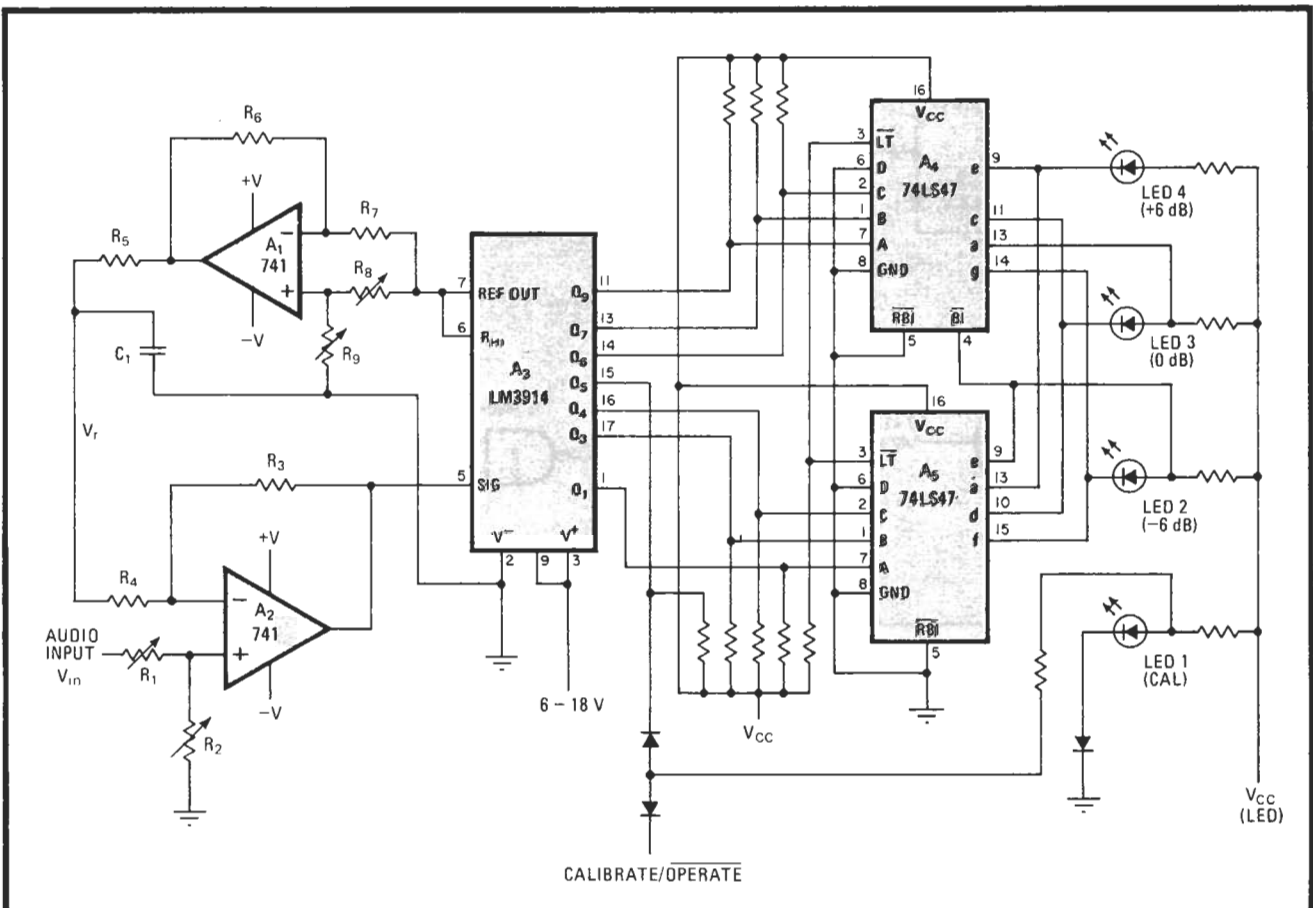 R6
+V
R7
R5
A1
741
R8
−
+
−V
C1
R9
Vr
R3
R4
+V
A2
741
−
+
−V
AUDIO
INPUT
Vin
R1
R2
7 REF OUT
6
5 SIG
A3
LM3914
Q9 11
Q7 13
Q6 14
Q5 15
Q4 16
Q3 17
Q1 1
V− V+
2 9 3
6 – 18 V
16
VCC
A4
74LS47
3 LT
6 D
2 C
1 B
7 A
8 GND
e 9
c 11
a 13
g 14
RBI BI
5 4
16
VCC
A5
74LS47
3 LT
6 D
2 C
1 B
7 A
8 GND
e 9
a 13
d 10
f 15
RBI
5
LED 4
(+6 dB)
LED 3
(0 dB)
LED 2
(−6 dB)
LED 1
(CAL)
VCC
VCC
(LED)
CALIBRATE/OPERATE